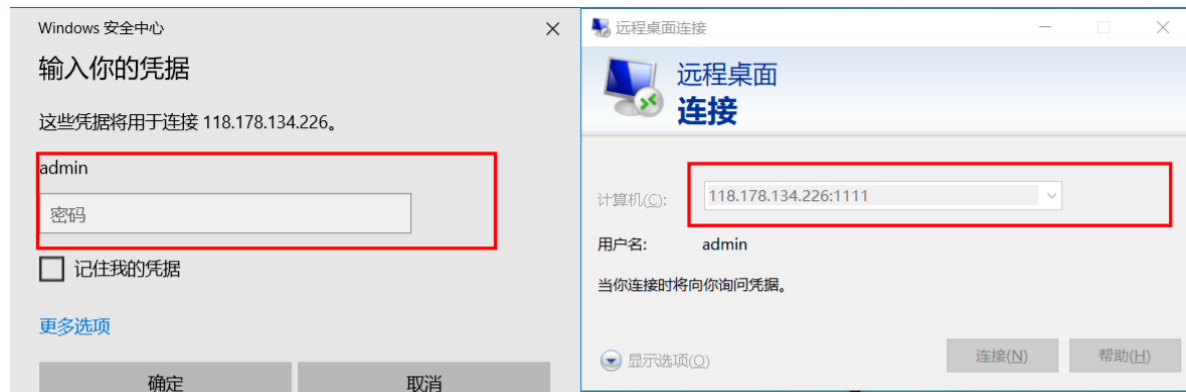 Windows 安全中心
输入你的凭据
这些凭据将用于连接 118.178.134.226。
admin
密码
记住我的凭据
更多选项
确定
取消
远程桌面连接
远程桌面
连接
计算机(C):
118.178.134.226:1111
用户名:
admin
当你连接时将向你询问凭据。
显示选项(O)
连接(N)
帮助(H)